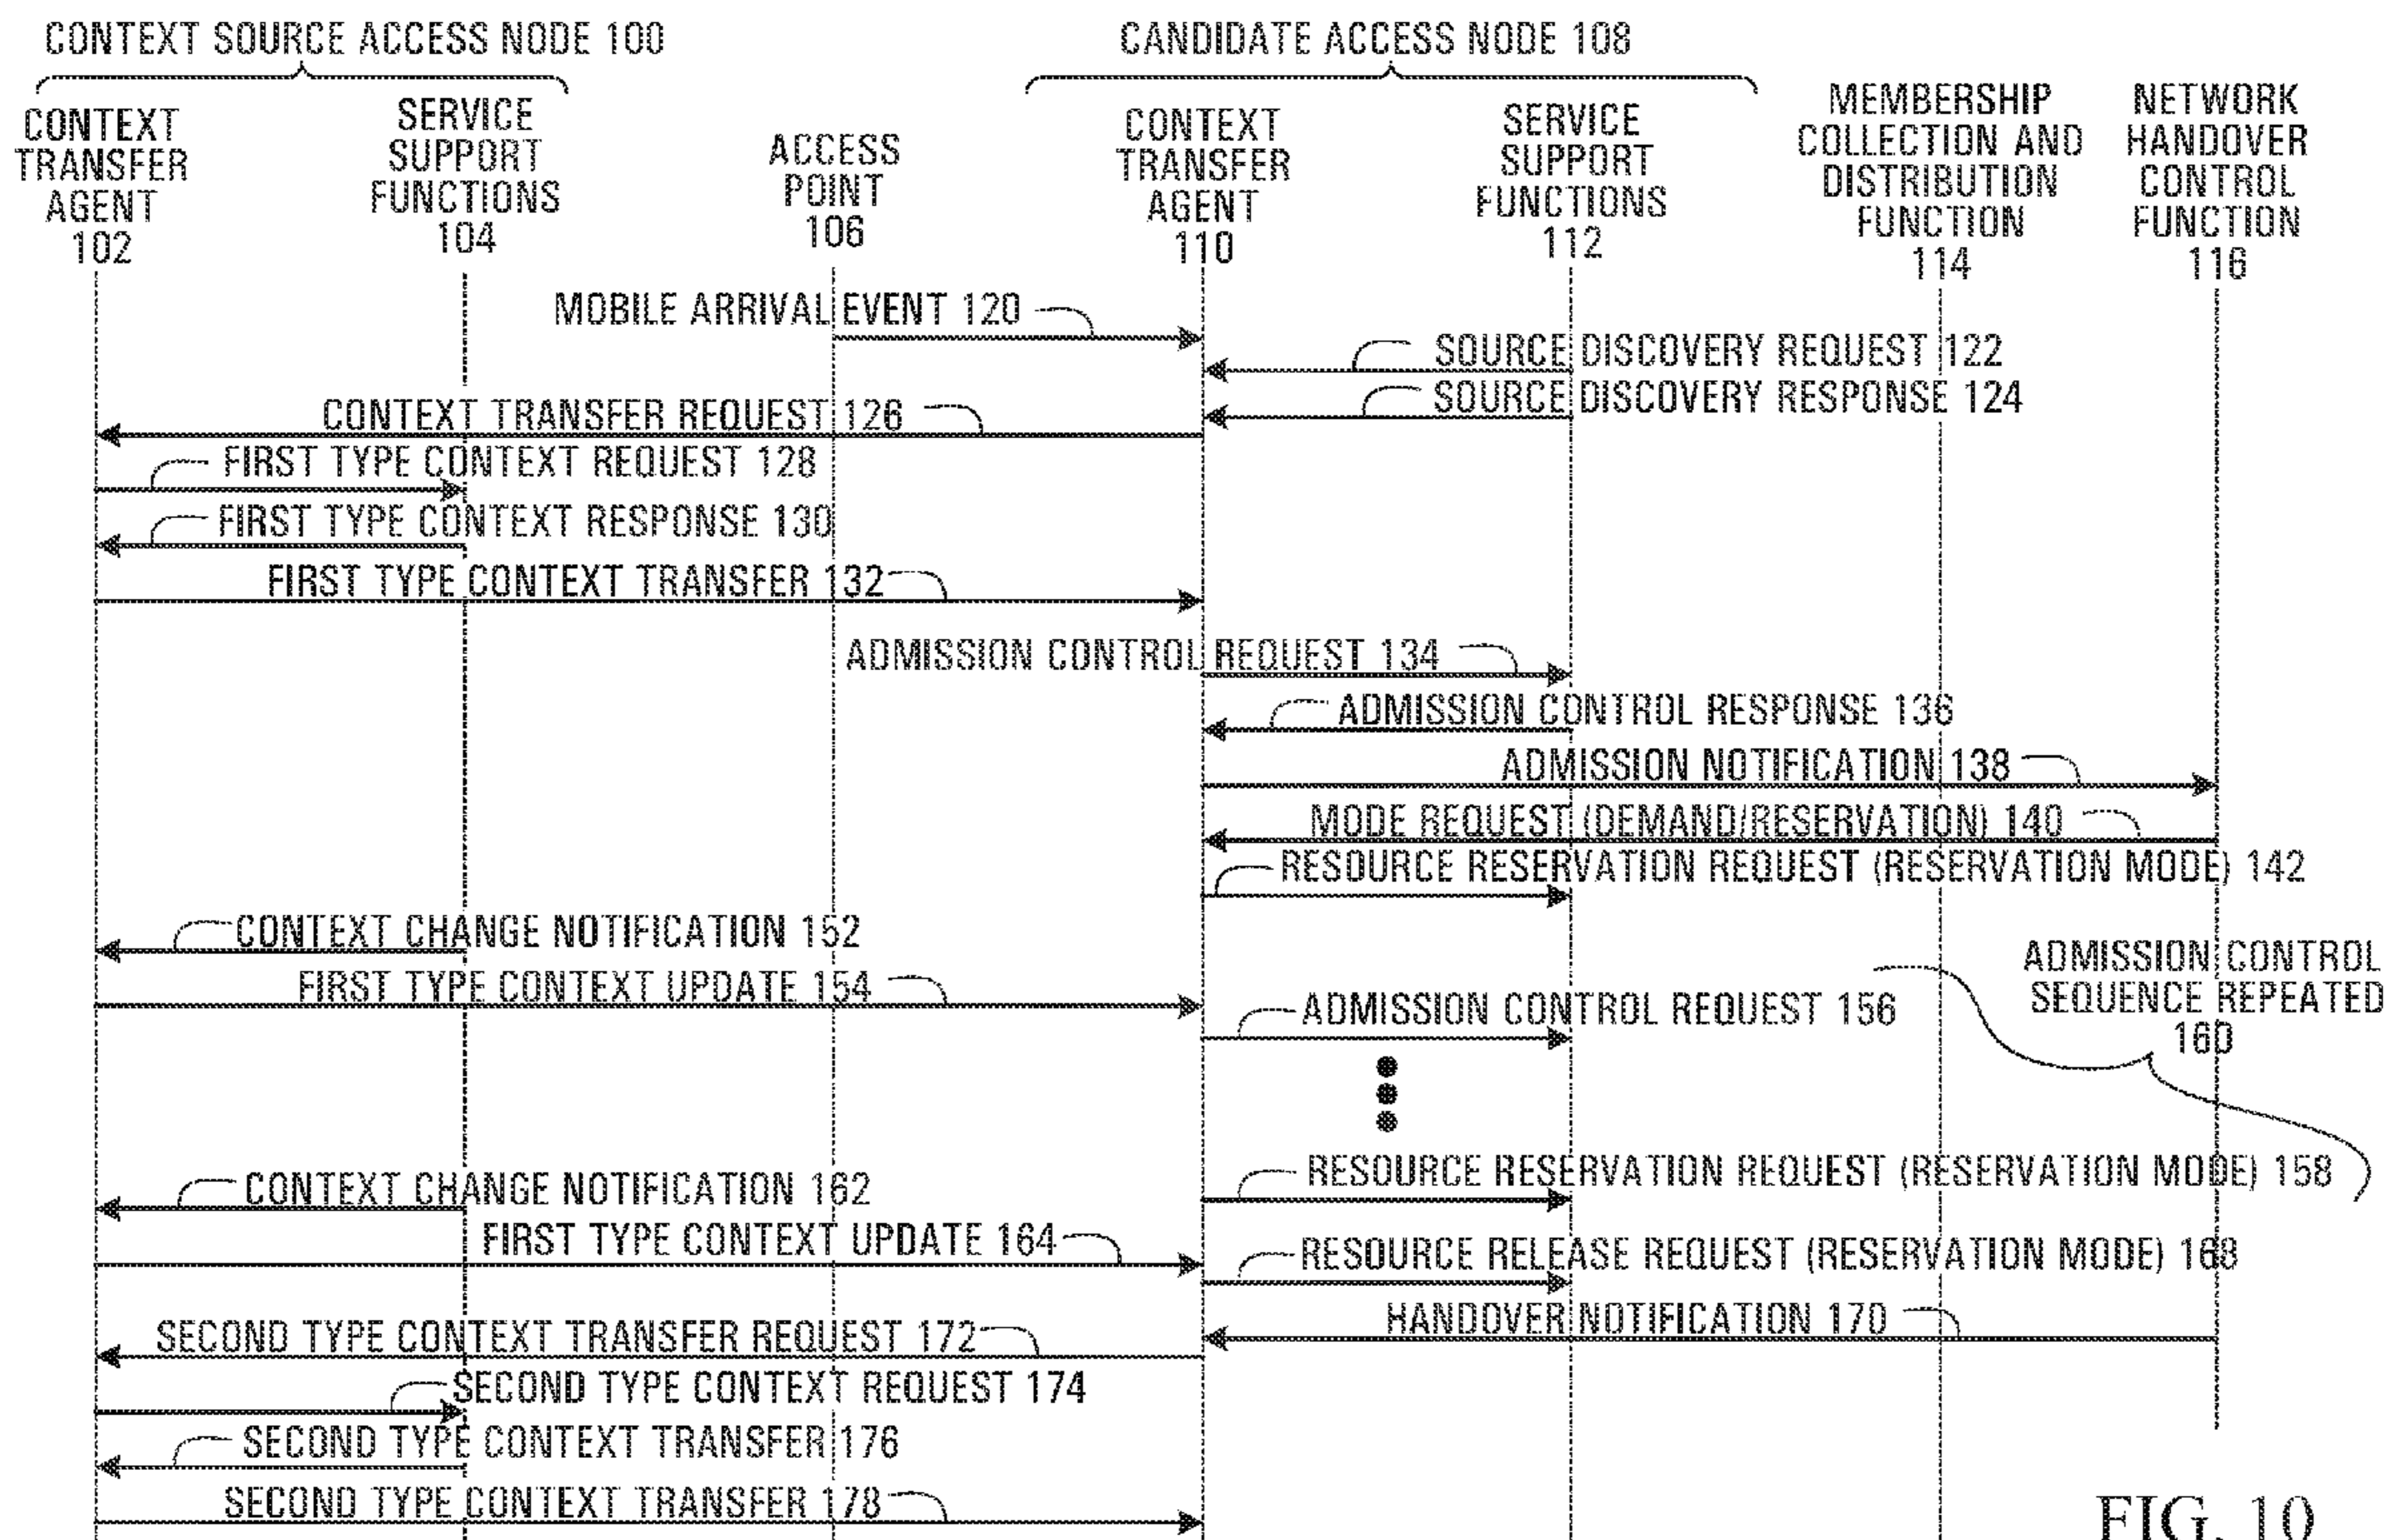 CONTEXT SOURCE ACCESS NODE 100
CANDIDATE ACCESS NODE 108
CONTEXT
TRANSFER
AGENT
102
SERVICE
SUPPORT
FUNCTIONS
104
ACCESS
POINT
106
CONTEXT
TRANSFER
AGENT
110
SERVICE
SUPPORT
FUNCTIONS
112
MEMBERSHIP
COLLECTION AND
DISTRIBUTION
FUNCTION
114
NETWORK
HANDOVER
CONTROL
FUNCTION
116
MOBILE ARRIVAL EVENT 120
SOURCE DISCOVERY REQUEST 122
SOURCE DISCOVERY RESPONSE 124
CONTEXT TRANSFER REQUEST 126
FIRST TYPE CONTEXT REQUEST 128
FIRST TYPE CONTEXT RESPONSE 130
FIRST TYPE CONTEXT TRANSFER 132
ADMISSION CONTROL REQUEST 134
ADMISSION CONTROL RESPONSE 136
ADMISSION NOTIFICATION 138
MODE REQUEST (DEMAND/RESERVATION) 140
RESOURCE RESERVATION REQUEST (RESERVATION MODE) 142
CONTEXT CHANGE NOTIFICATION 152
FIRST TYPE CONTEXT UPDATE 154
ADMISSION CONTROL REQUEST 156
ADMISSION CONTROL
SEQUENCE REPEATED
160
RESOURCE RESERVATION REQUEST (RESERVATION MODE) 158
CONTEXT CHANGE NOTIFICATION 162
FIRST TYPE CONTEXT UPDATE 164
RESOURCE RELEASE REQUEST (RESERVATION MODE) 168
HANDOVER NOTIFICATION 170
SECOND TYPE CONTEXT TRANSFER REQUEST 172
SECOND TYPE CONTEXT REQUEST 174
SECOND TYPE CONTEXT TRANSFER 176
SECOND TYPE CONTEXT TRANSFER 178
FIG. 10